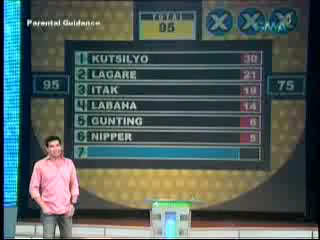 Parental Guidance
TOTAL
95
X X X
GMA
95
75
1 KUTSILYO 30
2 LAGARE 21
3 ITAK 19
4 LABAHA 14
5 GUNTING 6
6 NIPPER 5
7